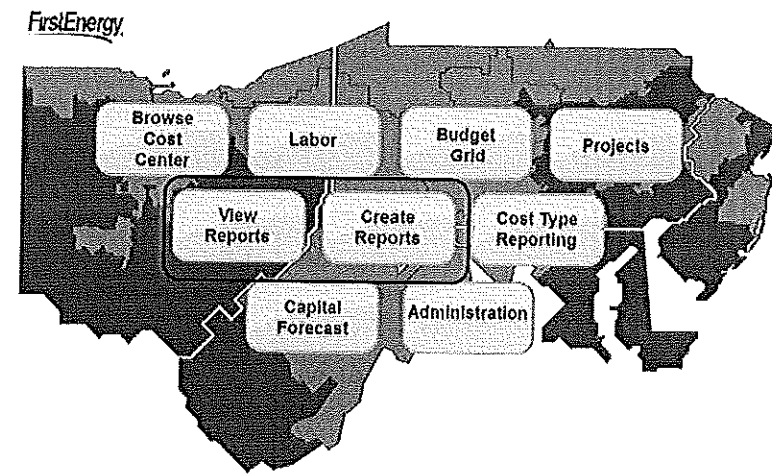 FirstEnergy
Browse
Cost
Center
Labor
Budget
Grid
Projects
View
Reports
Create
Reports
Cost Type
Reporting
Capital
Forecast
Administration